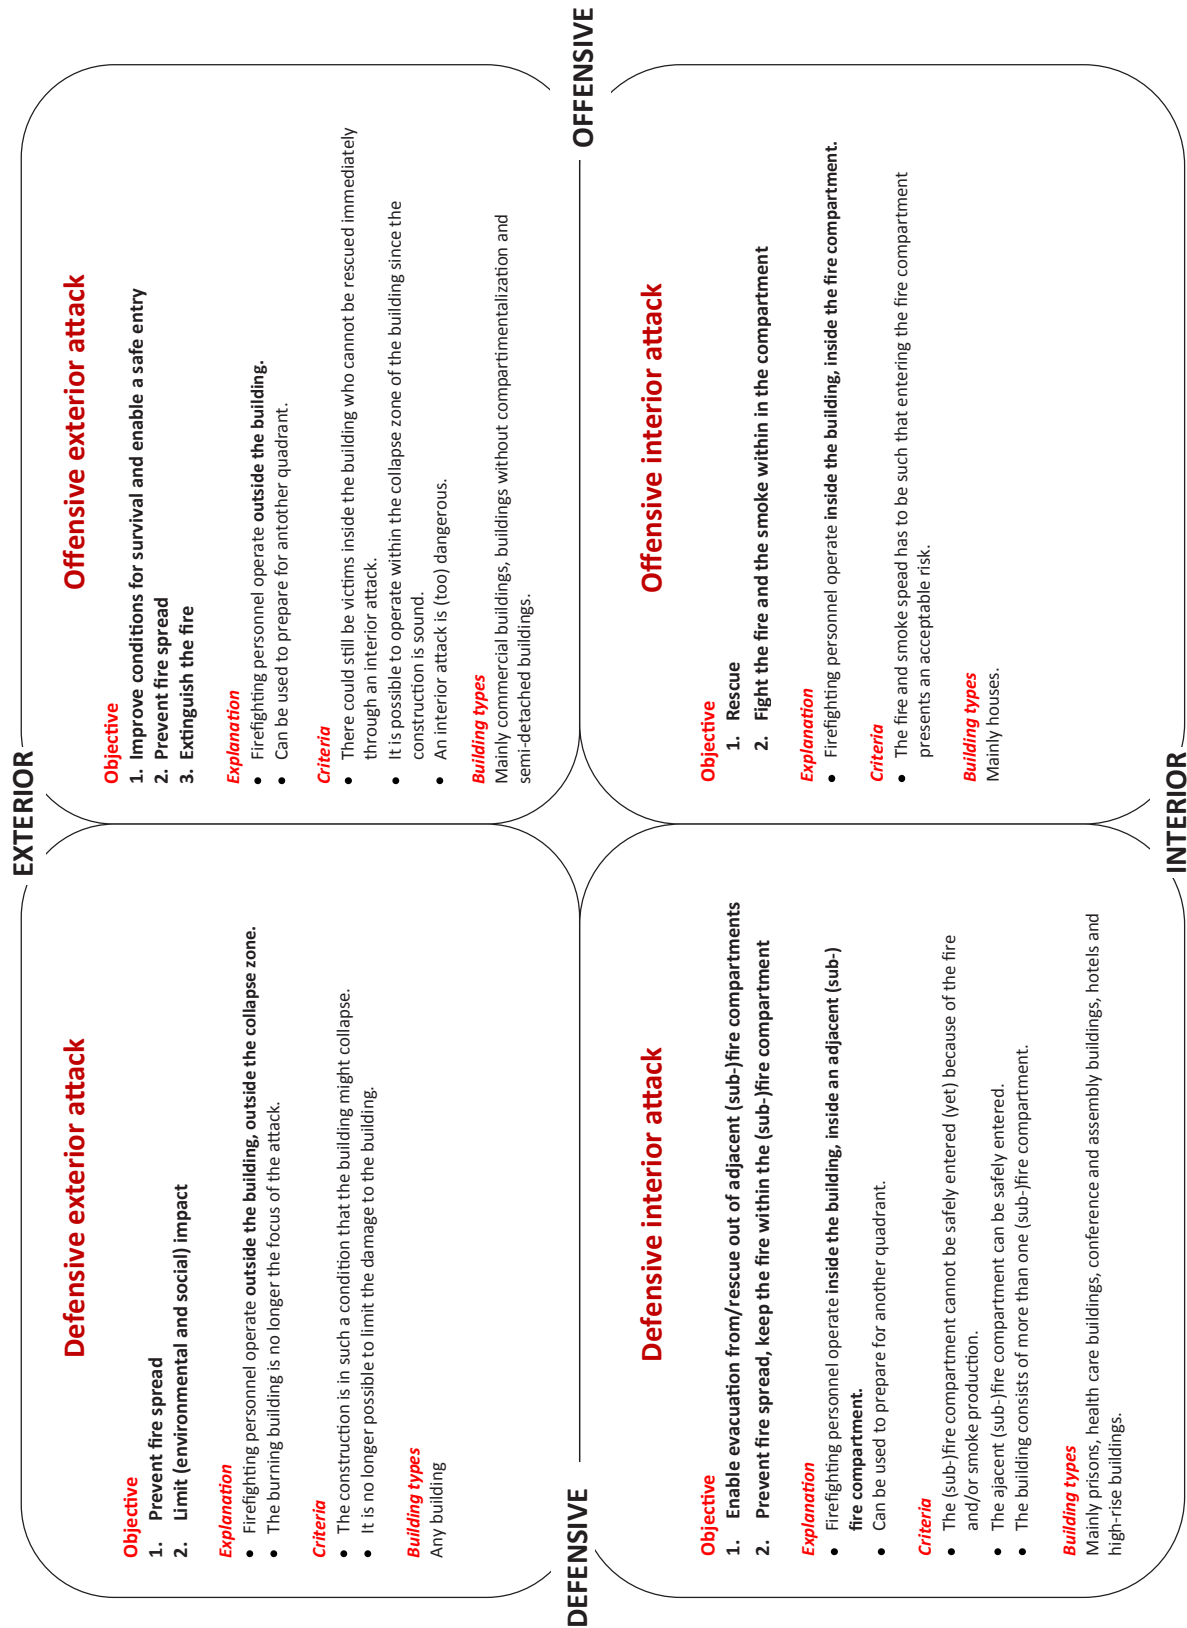 EXTERIOR
DEFENSIVE
OFFENSIVE
INTERIOR
Defensive exterior attack
Objective
1. Prevent fire spread
2. Limit (environmental and social) impact
Explanation
• Firefighting personnel operate outside the building, outside the collapse zone.
• The burning building is no longer the focus of the attack.
Criteria
• The construction is in such a condition that the building might collapse.
• It is no longer possible to limit the damage to the building.
Building types
Any building
Offensive exterior attack
Objective
1. Improve conditions for survival and enable a safe entry
2. Prevent fire spread
3. Extinguish the fire
Explanation
• Firefighting personnel operate outside the building.
• Can be used to prepare for antother quadrant.
Criteria
• There could still be victims inside the building who cannot be rescued immediately
through an interior attack.
• It is possible to operate within the collapse zone of the building since the
construction is sound.
• An interior attack is (too) dangerous.
Building types
Mainly commercial buildings, buildings without compartimentalization and
semi-detached buildings.
Defensive interior attack
Objective
1. Enable evacuation from/rescue out of adjacent (sub-)fire compartments
2. Prevent fire spread, keep the fire within the (sub-)fire compartment
Explanation
• Firefighting personnel operate inside the building, inside an adjacent (sub-)
fire compartment.
• Can be used to prepare for another quadrant.
Criteria
• The (sub-)fire compartment cannot be safely entered (yet) because of the fire
and/or smoke production.
• The ajacent (sub-)fire compartment can be safely entered.
• The building consists of more than one (sub-)fire compartment.
Building types
Mainly prisons, health care buildings, conference and assembly buildings, hotels and
high-rise buildings.
Offensive interior attack
Objective
1. Rescue
2. Fight the fire and the smoke within in the compartment
Explanation
• Firefighting personnel operate inside the building, inside the fire compartment.
Criteria
• The fire and smoke spead has to be such that entering the fire compartment
presents an acceptable risk.
Building types
Mainly houses.